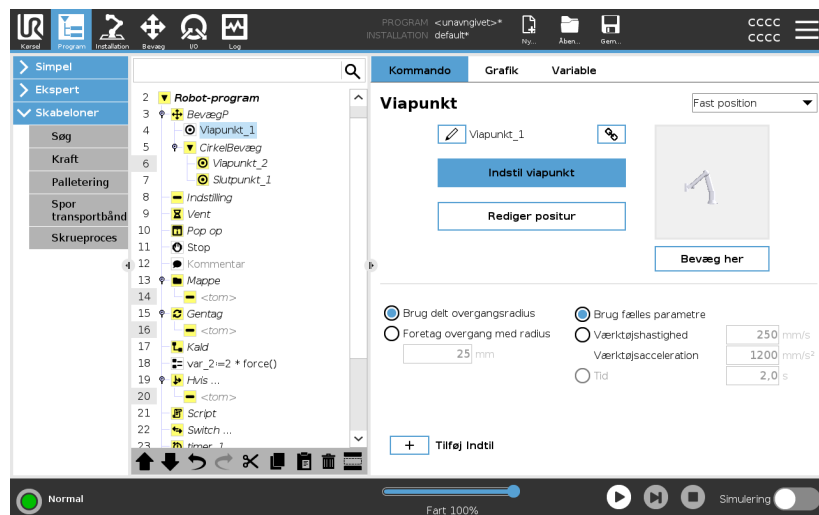 PROGRAM <unavngivet>*
INSTALLATION default*
Kørsel
Program
Installation
Bevæg
I/O
Log
Ny...
Åben...
Gem...
CCCC
CCCC
Simpel
Ekspert
Skabeloner
Søg
Kraft
Palletering
Spor
transportbånd
Skrueproces
2 Robot-program
3 BevægP
4 Viapunkt_1
5 CirkelBevæg
6 Viapunkt_2
7 Slutpunkt_1
8 Indstilling
9 Vent
10 Pop op
11 Stop
12 Kommentar
13 Mappe
14 <tom>
15 Gentag
16 <tom>
17 Kald
18 var_2≔2 * force()
19 Hvis ...
20 <tom>
21 Script
22 Switch ...
23 timer_1
Kommando
Grafik
Variable
Viapunkt
Fast position
Viapunkt_1
Indstil viapunkt
Rediger positur
Bevæg her
Brug delt overgangsradius
Foretag overgang med radius
25 mm
Brug fælles parametre
Værktøjshastighed 250 mm/s
Værktøjsacceleration 1200 mm/s²
Tid 2,0 s
+ Tilføj Indtil
Normal
Fart 100%
Simulering